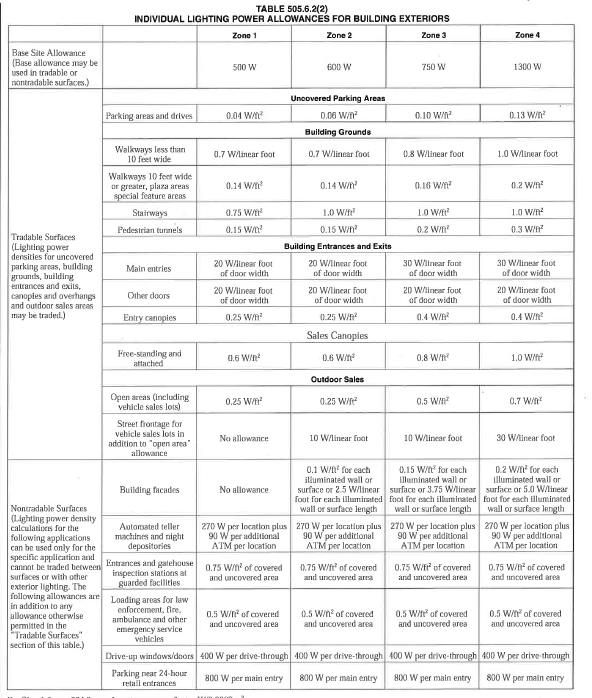 TABLE 505.6.2(2)
INDIVIDUAL LIGHTING POWER ALLOWANCES FOR BUILDING EXTERIORS
Zone 1 Zone 2 Zone 3 Zone 4
Base Site Allowance
(Base allowance may be
used in tradable or
nontradable surfaces.)
500 W 600 W 750 W 1300 W
Tradable Surfaces
(Lighting power
densities for uncovered
parking areas, building
grounds, building
entrances and exits,
canopies and overhangs
and outdoor sales areas
may be traded.)
Uncovered Parking Areas
Parking areas and drives 0.04 W/ft² 0.06 W/ft² 0.10 W/ft² 0.13 W/ft²
Building Grounds
Walkways less than
10 feet wide
0.7 W/linear foot 0.7 W/linear foot 0.8 W/linear foot 1.0 W/linear foot
Walkways 10 feet wide
or greater, plaza areas
special feature areas
0.14 W/ft² 0.14 W/ft² 0.16 W/ft² 0.2 W/ft²
Stairways 0.75 W/ft² 1.0 W/ft² 1.0 W/ft² 1.0 W/ft²
Pedestrian tunnels 0.15 W/ft² 0.15 W/ft² 0.2 W/ft² 0.3 W/ft²
Building Entrances and Exits
Main entries
20 W/linear foot 20 W/linear foot 30 W/linear foot 30 W/linear foot
of door width of door width of door width of door width
Other doors
20 W/linear foot 20 W/linear foot 20 W/linear foot 20 W/linear foot
of door width of door width of door width of door width
Entry canopies 0.25 W/ft² 0.25 W/ft² 0.4 W/ft² 0.4 W/ft²
Sales Canopies
Free-standing and
attached
0.6 W/ft² 0.6 W/ft² 0.8 W/ft² 1.0 W/ft²
Outdoor Sales
Open areas (including
vehicle sales lots)
0.25 W/ft² 0.25 W/ft² 0.5 W/ft² 0.7 W/ft²
Street frontage for
vehicle sales lots in
addition to "open area"
allowance
No allowance 10 W/linear foot 10 W/linear foot 30 W/linear foot
Nontradable Surfaces
(Lighting power density
calculations for the
following applications
can be used only for the
specific application and
cannot be traded between
surfaces or with other
exterior lighting. The
following allowances are
in addition to any
allowance otherwise
permitted in the
"Tradable Surfaces"
section of this table.)
Building facades
No allowance
0.1 W/ft² for each
illuminated wall or
surface or 2.5 W/linear
foot for each illuminated
wall or surface length
0.15 W/ft² for each
illuminated wall or
surface or 3.75 W/linear
foot for each illuminated
wall or surface length
0.2 W/ft² for each
illuminated wall or
surface or 5.0 W/linear
foot for each illuminated
wall or surface length
Automated teller
machines and night
depositories
270 W per location plus 270 W per location plus 270 W per location plus 270 W per location plus
90 W per additional 90 W per additional 90 W per additional 90 W per additional
ATM per location ATM per location ATM per location ATM per location
Entrances and gatehouse
inspection stations at
guarded facilities
0.75 W/ft² of covered 0.75 W/ft² of covered 0.75 W/ft² of covered 0.75 W/ft² of covered
and uncovered area and uncovered area and uncovered area and uncovered area
Loading areas for law
enforcement, fire,
ambulance and other
emergency service
vehicles
0.5 W/ft² of covered 0.5 W/ft² of covered 0.5 W/ft² of covered 0.5 W/ft² of covered
and uncovered area and uncovered area and uncovered area and uncovered area
Drive-up windows/doors 400 W per drive-through 400 W per drive-through 400 W per drive-through 400 W per drive-through
Parking near 24-hour
retail entrances
800 W per main entry 800 W per main entry 800 W per main entry 800 W per main entry